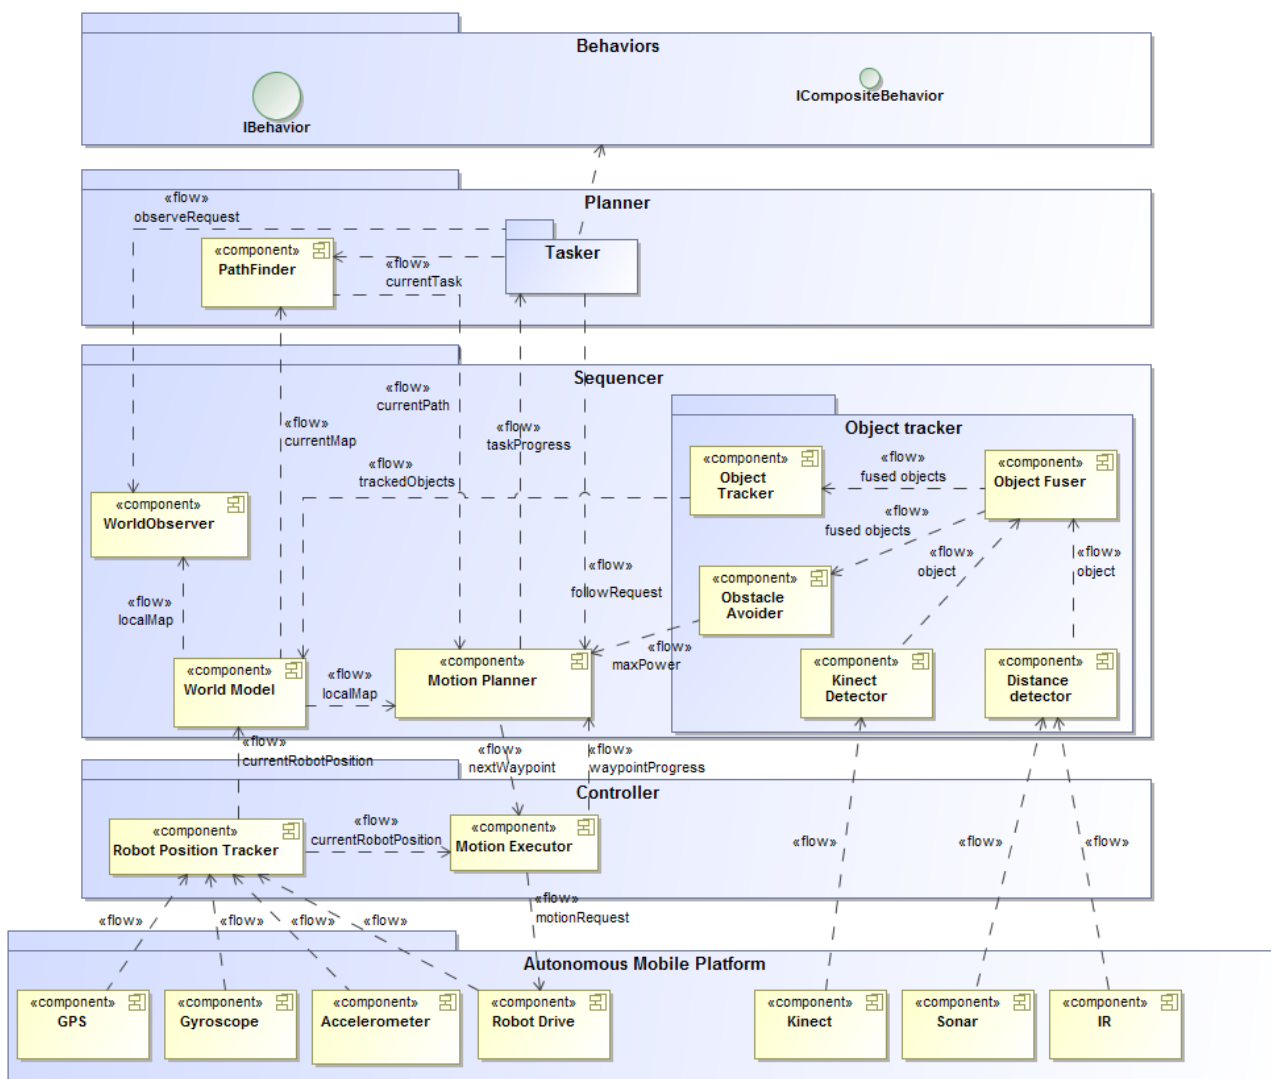 Behaviors
IBehavior
ICompositeBehavior
Planner
«flow»
observeRequest
«component»
PathFinder
«flow»
currentTask
Tasker
Sequencer
«flow»
currentPath
«flow»
currentMap
«flow»
taskProgress
«flow»
trackedObjects
Object tracker
«component»
Object
Tracker
«flow»
fused objects
«component»
Object Fuser
«flow»
fused objects
«flow»
object
«flow»
object
«component»
WorldObserver
«flow»
followRequest
«component»
Obstacle
Avoider
«flow»
localMap
«flow»
maxPower
«component»
World Model
«flow»
localMap
«component»
Motion Planner
«component»
Kinect
Detector
«component»
Distance
detector
«flow»
currentRobotPosition
«flow»
nextWaypoint
«flow»
waypointProgress
Controller
«component»
Robot Position Tracker
«flow»
currentRobotPosition
«component»
Motion Executor
«flow»
«flow»
«flow»
«flow»
motionRequest
«flow»
«flow»
«flow»
«flow»
Autonomous Mobile Platform
«component»
GPS
«component»
Gyroscope
«component»
Accelerometer
«component»
Robot Drive
«component»
Kinect
«component»
Sonar
«component»
IR